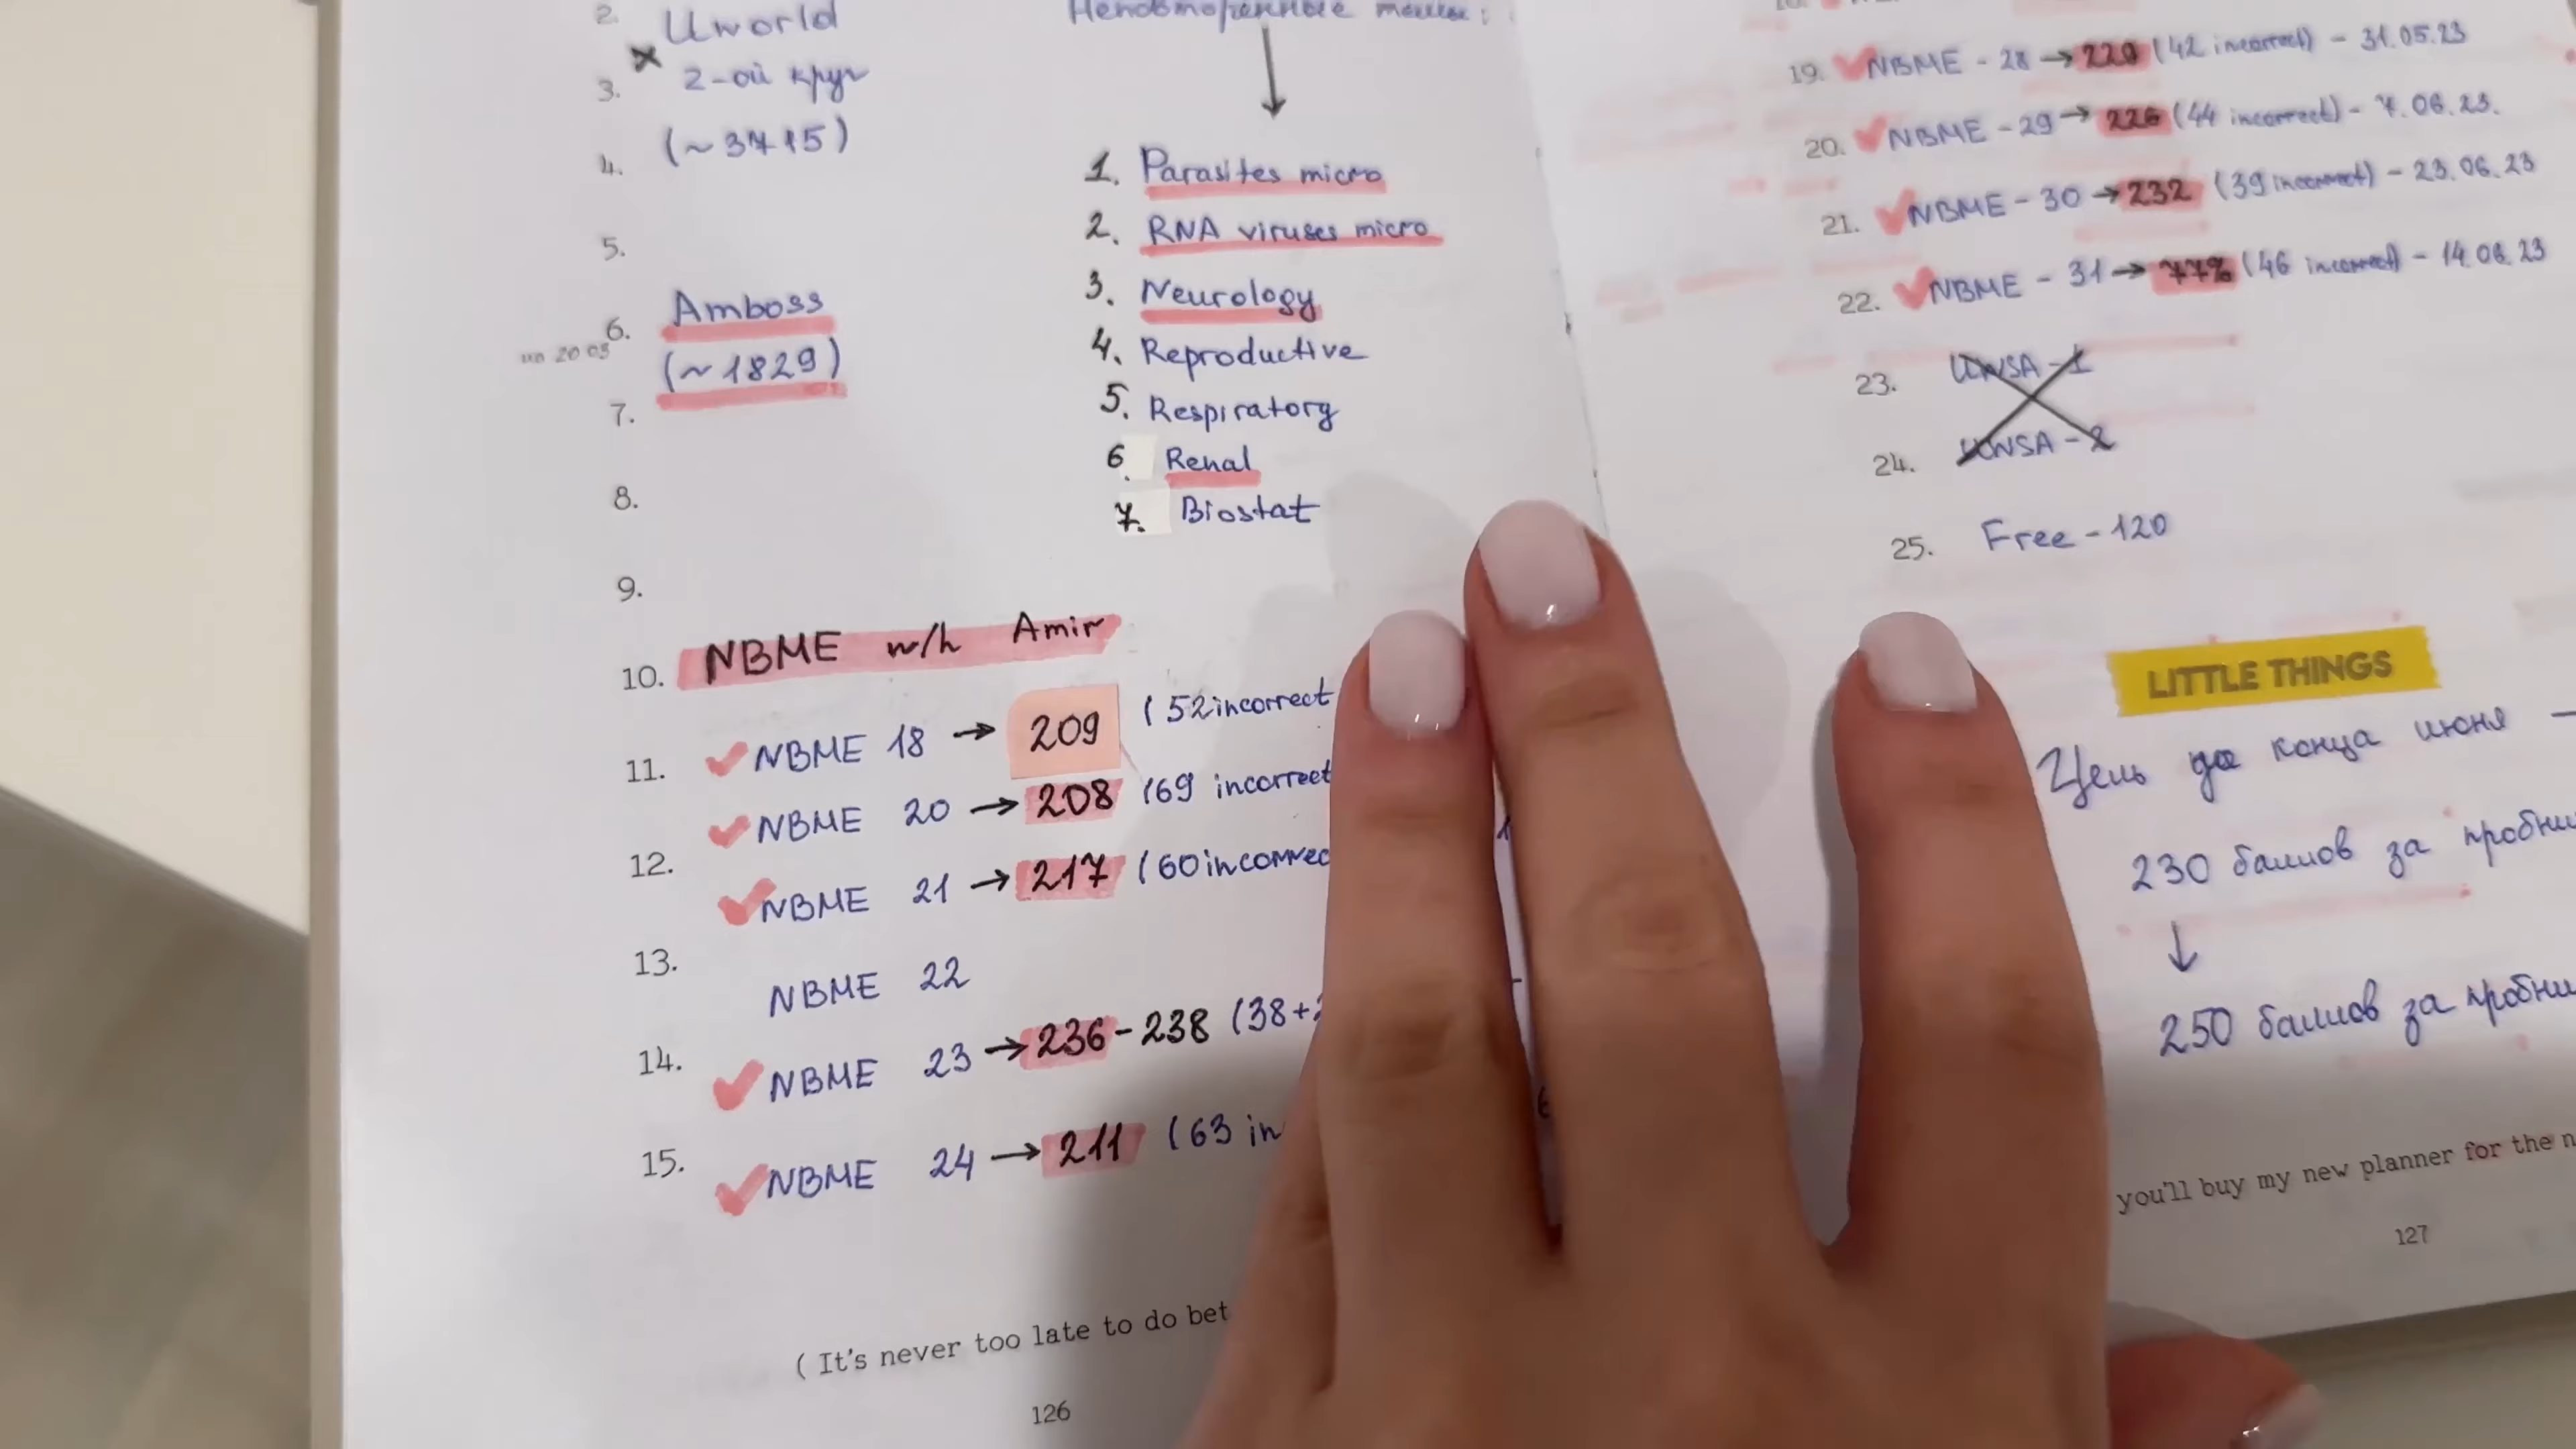 2.
Uworld
3.
2-ой круг
4.
(~3715)
5.
6.
Amboss
7.
(~1829)
8.
9.
1. Parasites micro
2. RNA viruses micro
3. Neurology
4. Reproductive
5. Respiratory
6. Renal
7. Biostat
10. NBME w/h Amir
11. NBME 18 → 209 (52 incorrect
NBME 20 → 208 (69 incorrect
12.
NBME 21 → 217 (60 incorrec
13.
NBME 22
14. NBME 23 → 236-238 (38+
15. NBME 24 → 211 (63 in
( It's never too late to do bet
126
19. NBME - 28 → 229 (42 incorrect) - 31.05.23
20. NBME - 29 → 226 (44 incorrect) - 7.06.23.
21. NBME - 30 → 232 (39 incorrect) - 23.06.23
22. NBME - 31 → 77% (46 incorrect) - 14.06.23
23. UWSA - 1
24. UWSA - 2
25. Free - 120
LITTLE THINGS
Цель до конца июня —
230 баллов за пробни
↓
250 баллов за пробни
you'll buy my new planner for the n
127